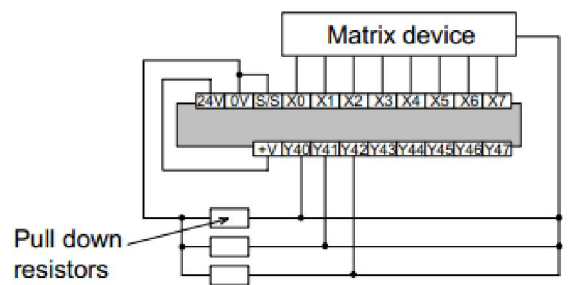 Matrix device
24V 0V S/S X0 X1 X2 X3 X4 X5 X6 X7
+V Y40 Y41 Y42 Y43 Y44 Y45 Y46 Y47
Pull down
resistors